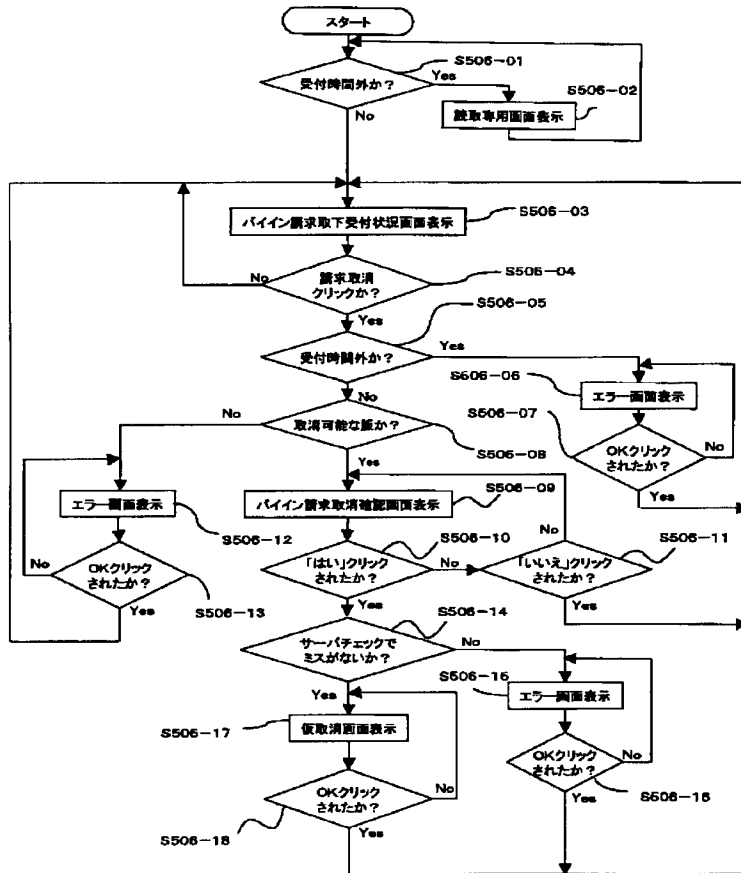 スタート
S506-01
受付時間外か?
Yes
S506-02
No
読取専用画面表示
バイイン請求取下受付状況画面表示
S506-03
No
請求取消
クリックか?
S506-04
Yes
S506-05
受付時間外か?
Yes
S506-06
エラー画面表示
No
No
取消可能な脈か?
S506-07
S506-08
OKクリック
されたか?
No
Yes
Yes
S506-09
バイイン請求取消確認画面表示
エラー画面表示
S506-12
S506-10
No
S506-11
「はい」クリック
されたか?
No
「いいえ」クリック
されたか?
No
OKクリック
されたか?
Yes
Yes
Yes
S506-13
S506-14
サーバチェックで
ミスがないか?
No
S506-15
エラー画面表示
Yes
S506-17
仮取消画面表示
OKクリック
されたか?
No
OKクリック
されたか?
No
S506-16
Yes
S506-18
Yes